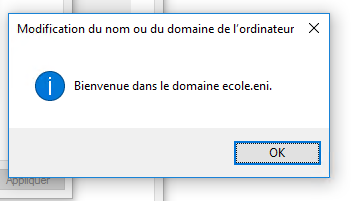 Modification du nom ou du domaine de l'ordinateur
Bienvenue dans le domaine ecole.eni.
OK
Appliquer